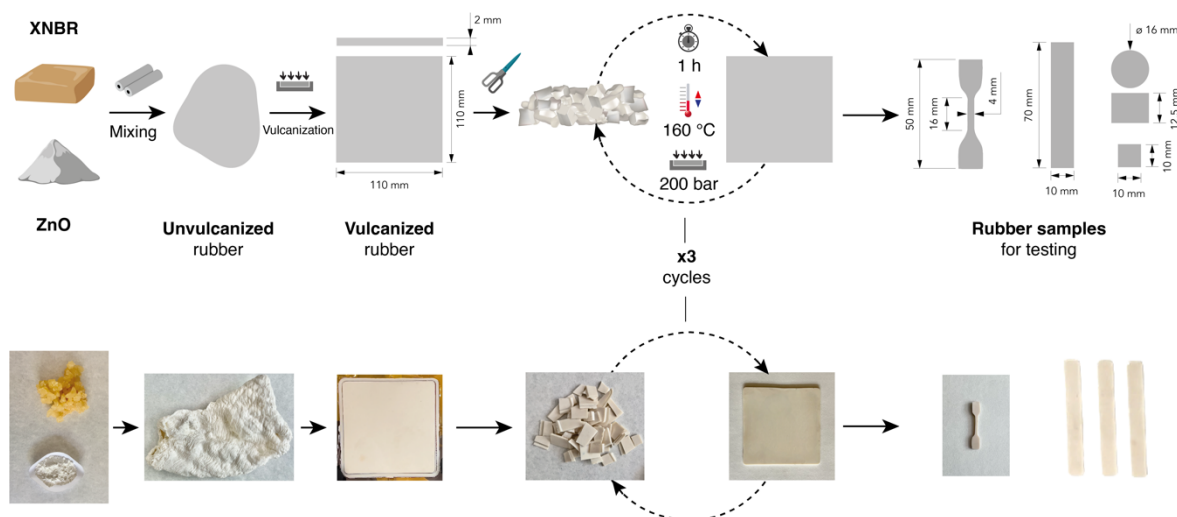 XNBR
Mixing
ZnO
Unvulcanized
rubber
Vulcanization
2 mm
110 mm
110 mm
Vulcanized
rubber
1 h
160 °C
200 bar
x3
cycles
50 mm
16 mm
4 mm
70 mm
10 mm
ø 16 mm
12.5 mm
10 mm
10 mm
Rubber samples
for testing